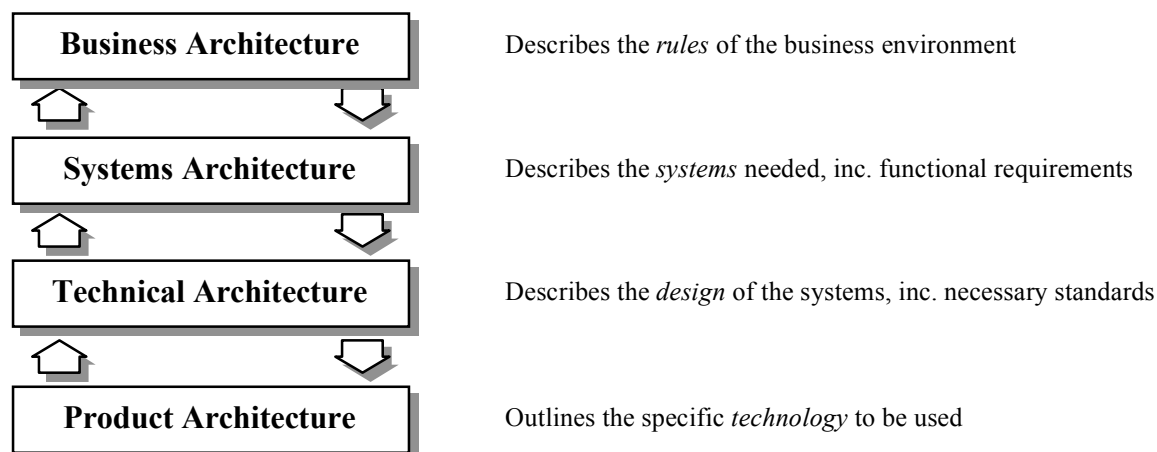 Business Architecture Describes the rules of the business environment
Systems Architecture Describes the systems needed, inc. functional requirements
Technical Architecture Describes the design of the systems, inc. necessary standards
Product Architecture Outlines the specific technology to be used